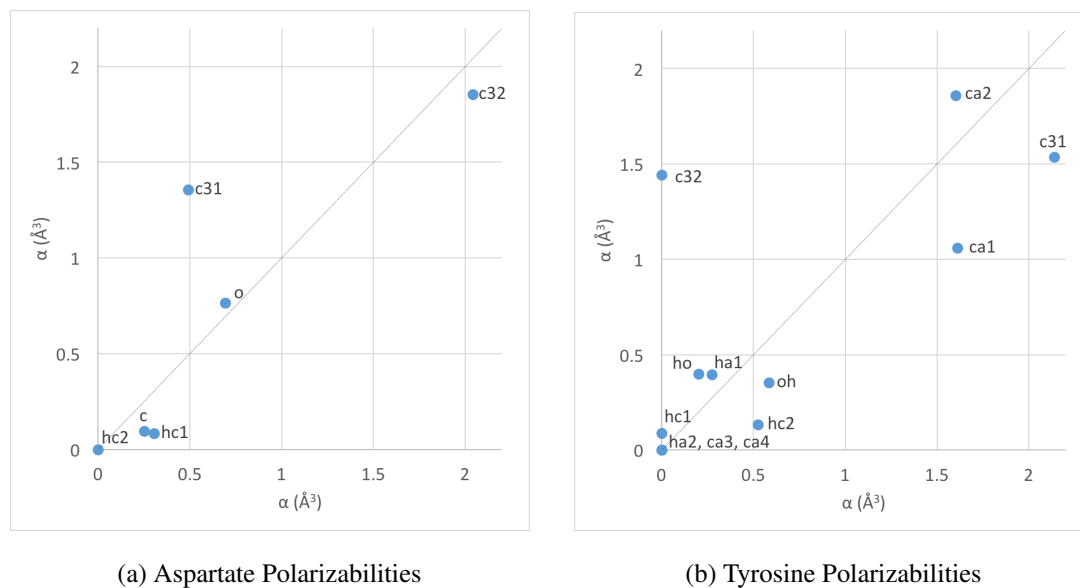 2
1.5
1
0.5
0
0
0.5
1
1.5
2
α (Å³)
α (Å³)
c32
c31
o
c
hc1
hc2
(a) Aspartate Polarizabilities
2
1.5
1
0.5
0
0
0.5
1
1.5
2
α (Å³)
α (Å³)
ca2
c31
c32
ca1
ho
ha1
oh
hc1
hc2
ha2, ca3, ca4
(b) Tyrosine Polarizabilities